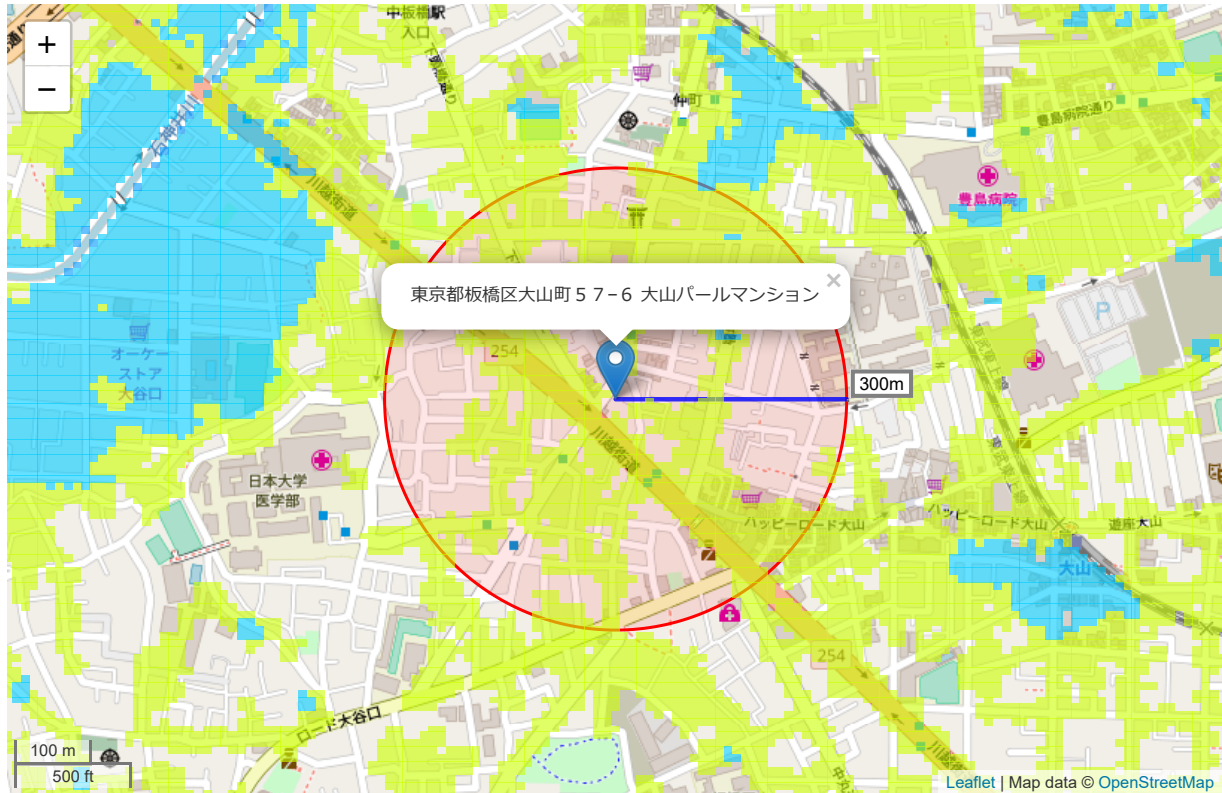 +
−
中板橋駅
入口
仲町
豊島病院通り
石神井川
川越街道
豊島病院
×
東京都板橋区大山町５７−６ 大山パールマンション
254
P
オーケー
ストア
大谷口
300m
川越街道
日本大学
医学部
ハッピーロード大山
ハッピーロード大山
遊座大山
大山
254
ロード大谷口
100 m
500 ft
Leaflet | Map data © OpenStreetMap